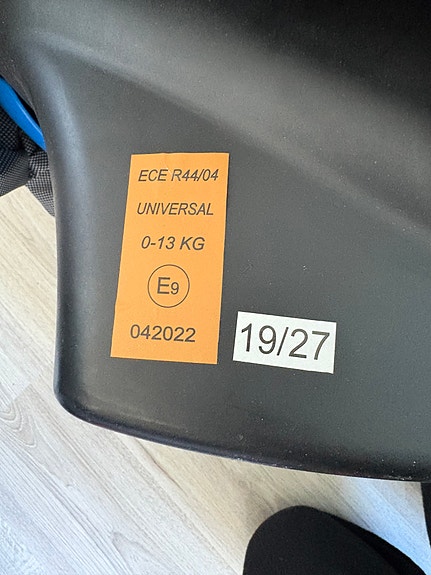 ECE R44/04
UNIVERSAL
0-13 KG
E9
042022
19/27